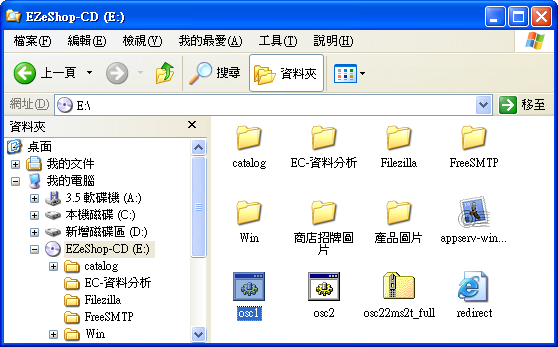 EZeShop-CD (E:)
檔案(F) 編輯(E) 檢視(V) 我的最愛(A) 工具(T) 說明(H)
上一頁 搜尋 資料夾
網址(D) E:\ 移至
資料夾
桌面
我的文件
我的電腦
3.5 軟碟機 (A:)
本機磁碟 (C:)
新增磁碟區 (D:)
EZeShop-CD (E:)
catalog
EC-資料分析
Filezilla
FreeSMTP
Win
catalog EC-資料分析 Filezilla FreeSMTP
Win 商店招牌圖片 產品圖片 appserv-win...
osc1 osc2 osc22ms2t_full redirect